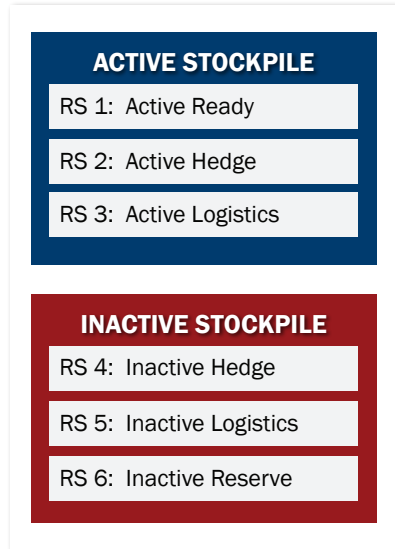 ACTIVE STOCKPILE
RS 1: Active Ready
RS 2: Active Hedge
RS 3: Active Logistics
INACTIVE STOCKPILE
RS 4: Inactive Hedge
RS 5: Inactive Logistics
RS 6: Inactive Reserve